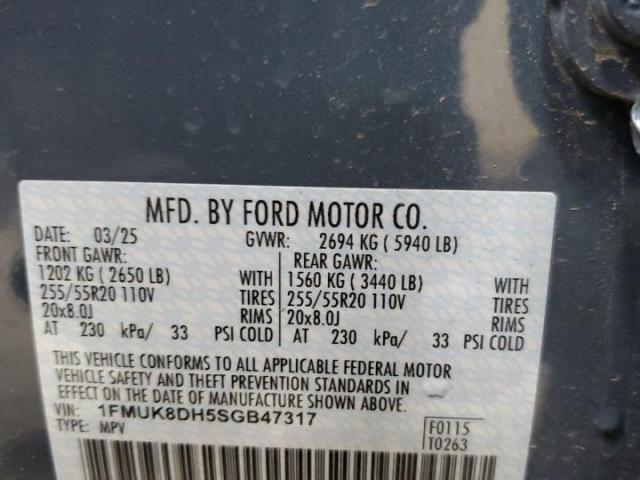 MFD. BY FORD MOTOR CO.
DATE: 03/25 GVWR: 2694 KG ( 5940 LB)
FRONT GAWR: REAR GAWR:
1202 KG ( 2650 LB) WITH 1560 KG ( 3440 LB) WITH
255/55R20 110V TIRES 255/55R20 110V TIRES
20x8.0J RIMS 20x8.0J RIMS
AT 230 kPa/ 33 PSI COLD AT 230 kPa/ 33 PSI COLD
THIS VEHICLE CONFORMS TO ALL APPLICABLE FEDERAL MOTOR
VEHICLE SAFETY AND THEFT PREVENTION STANDARDS IN
EFFECT ON THE DATE OF MANUFACTURE SHOWN ABOVE.
VIN: 1FMUK8DH5SGB47317 F0115
TYPE: MPV T0263